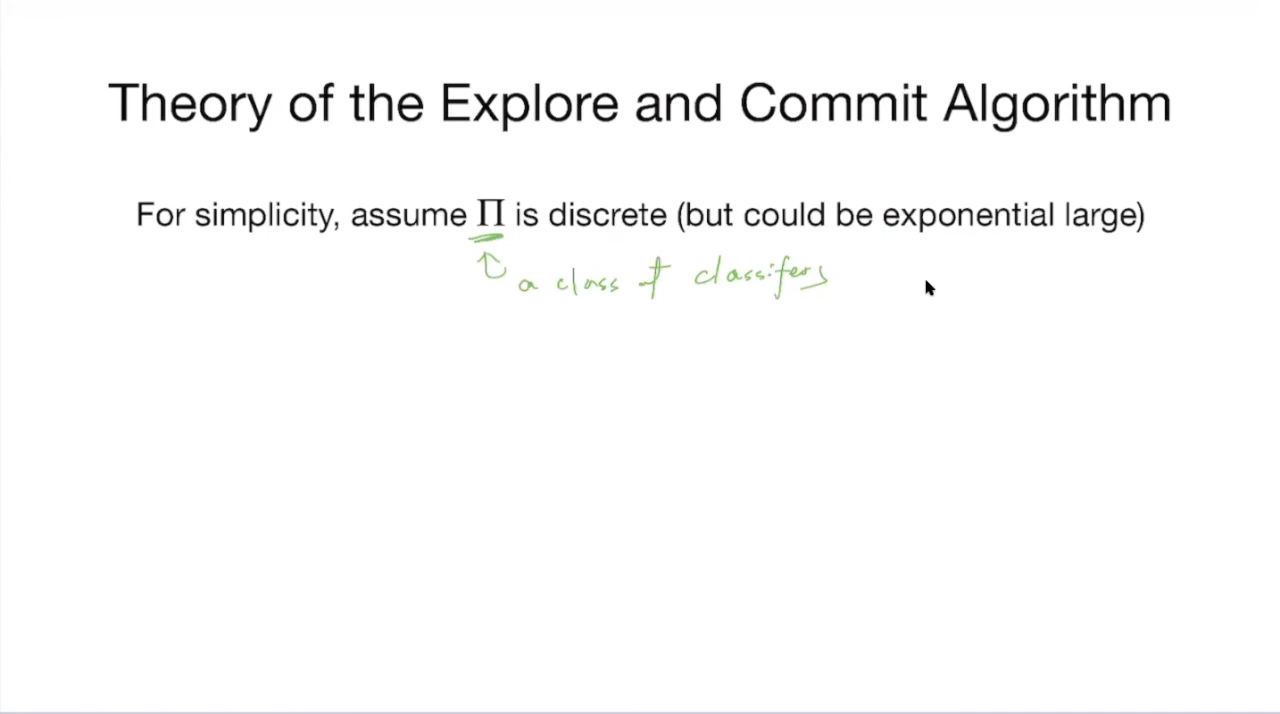 Theory of the Explore and Commit Algorithm
For simplicity, assume Π is discrete (but could be exponential large)
a class of classifers